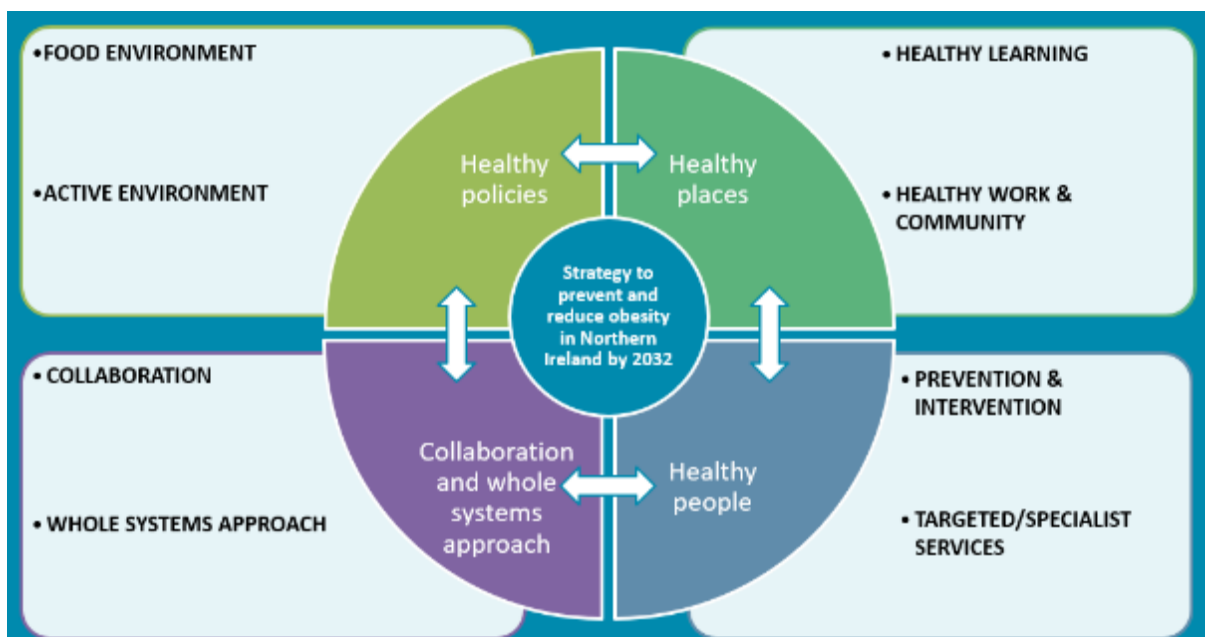 •FOOD ENVIRONMENT
•ACTIVE ENVIRONMENT
• HEALTHY LEARNING
• HEALTHY WORK &
COMMUNITY
Healthy
policies
Healthy
places
Strategy to
prevent and
reduce obesity
in Northern
Ireland by 2032
• COLLABORATION
• WHOLE SYSTEMS APPROACH
Collaboration
and whole
systems
approach
Healthy
people
• PREVENTION &
INTERVENTION
• TARGETED/SPECIALIST
SERVICES